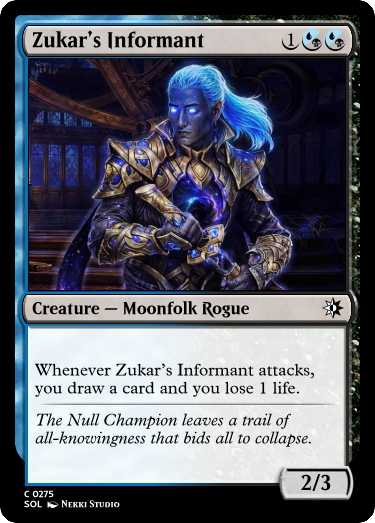 Zukar's Informant 1
Creature — Moonfolk Rogue
Whenever Zukar's Informant attacks,
you draw a card and you lose 1 life.
The Null Champion leaves a trail of
all-knowingness that bids all to collapse.
2/3
C 0275
SOL Nekki Studio